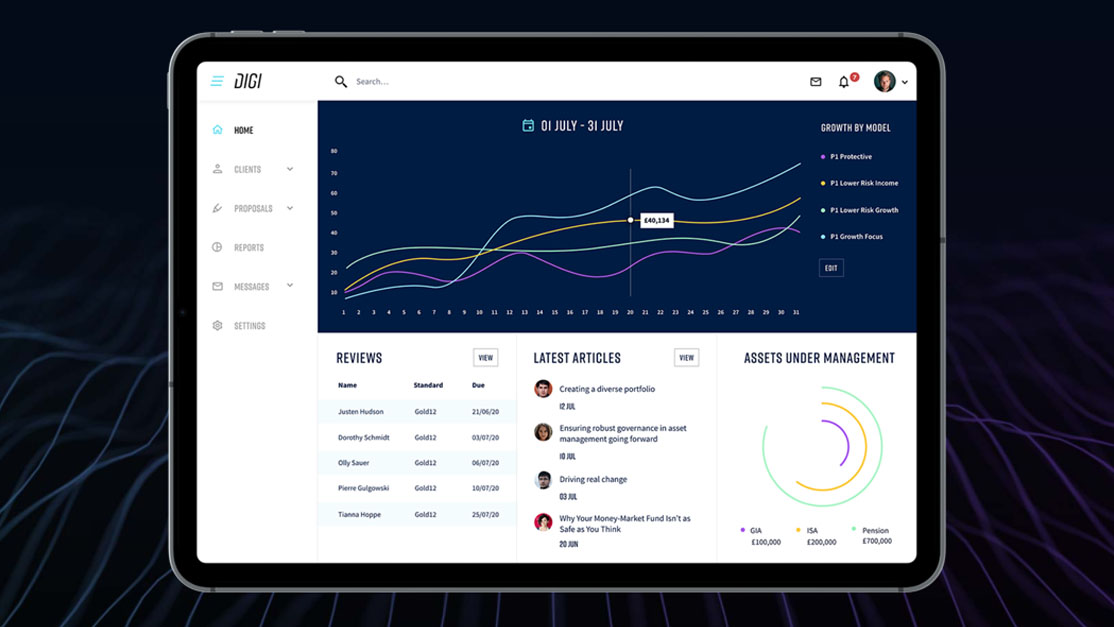 DIGI
Search...
7
HOME
CLIENTS
PROPOSALS
REPORTS
MESSAGES
SETTINGS
01 JULY - 31 JULY
80
70
60
50
40
30
20
10
£40,134
1 2 3 4 5 6 7 8 9 10 11 12 13 14 15 16 17 18 19 20 21 22 23 24 25 26 27 28 29 30 31
GROWTH BY MODEL
P1 Protective
P1 Lower Risk Income
P1 Lower Risk Growth
P1 Growth Focus
EDIT
REVIEWS
VIEW
Name Standard Due
Justen Hudson Gold12 21/06/20
Dorothy Schmidt Gold12 03/07/20
Olly Sauer Gold12 06/07/20
Pierre Gulgowski Gold12 10/07/20
Tianna Hoppe Gold12 25/07/20
LATEST ARTICLES
VIEW
Creating a diverse portfolio
12 JUL
Ensuring robust governance in asset
management going forward
10 JUL
Driving real change
03 JUL
Why Your Money-Market Fund Isn't as
Safe as You Think
20 JUN
ASSETS UNDER MANAGEMENT
GIA ISA Pension
£100,000 £200,000 £700,000